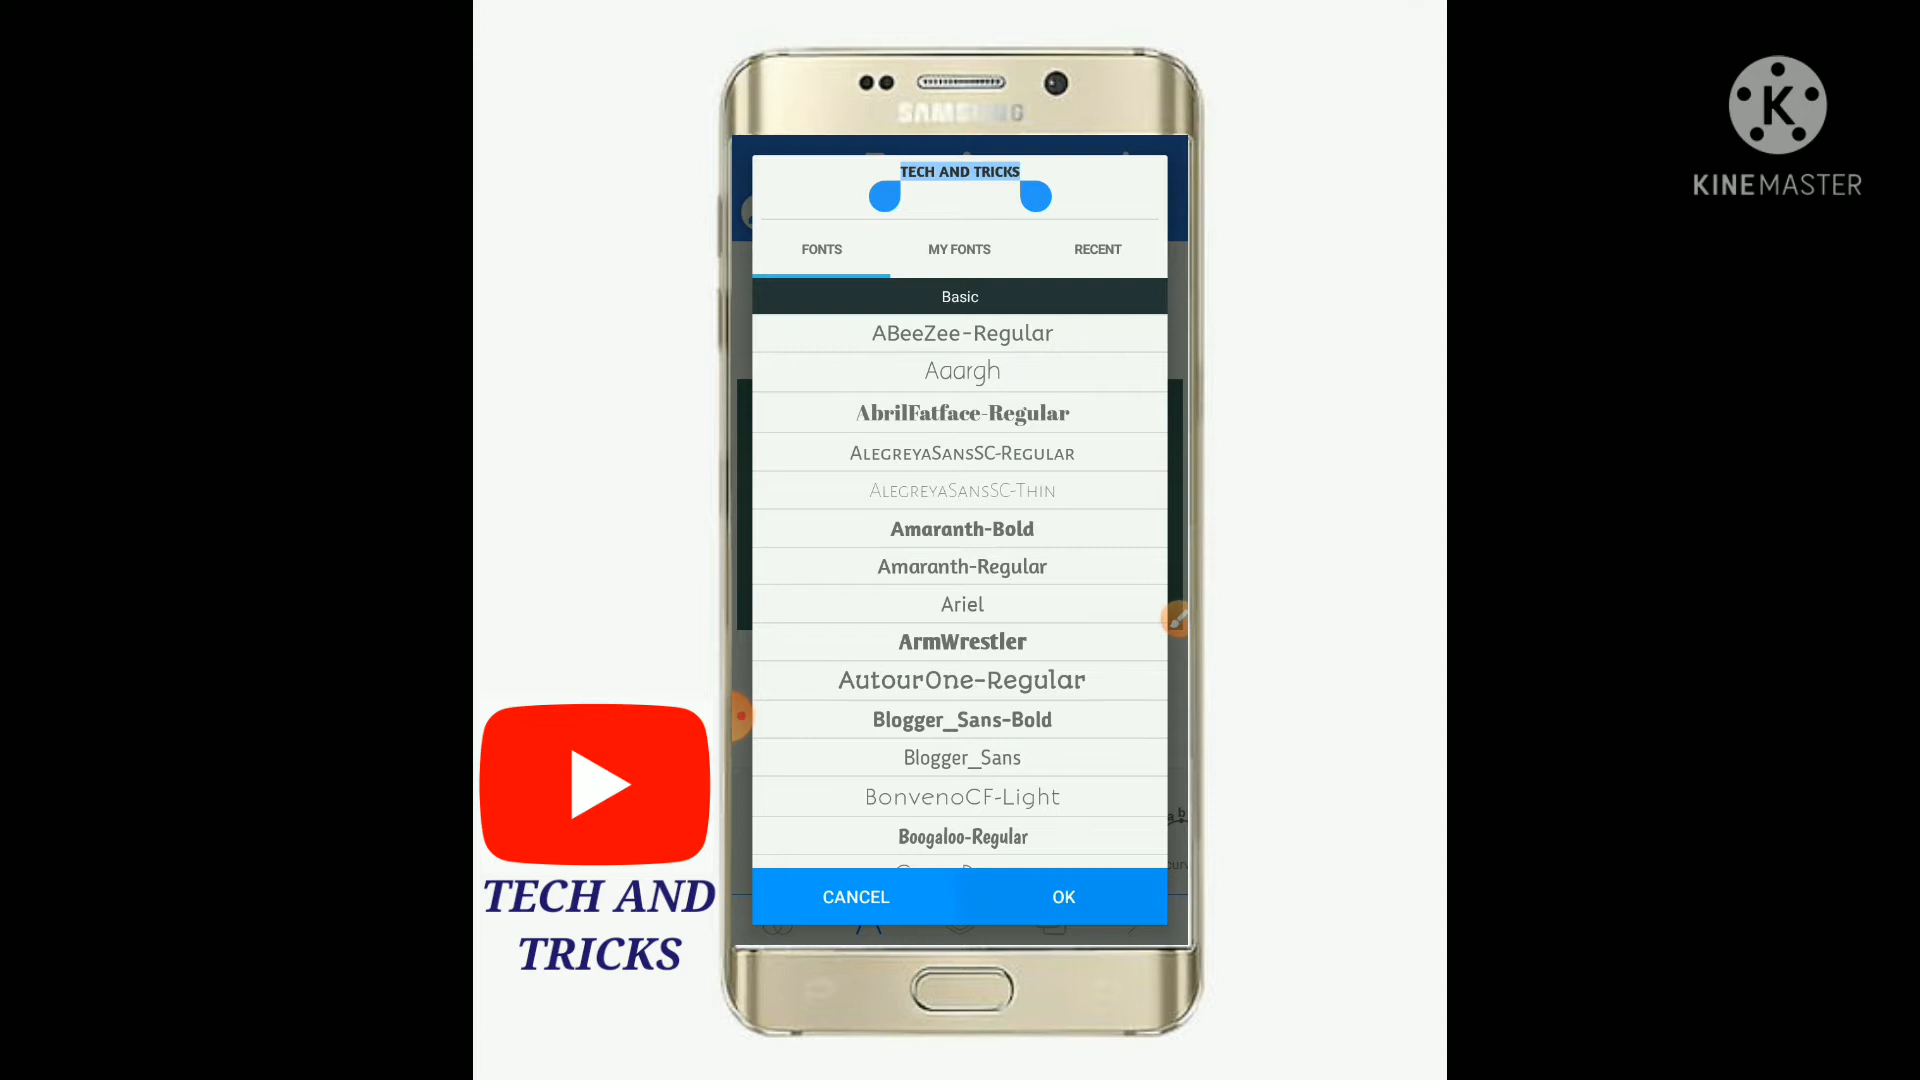 KINEMASTER
SAMSUNG
TECH AND TRICKS
FONTS
MY FONTS
RECENT
Basic
ABeeZee-Regular
Aaargh
AbrilFatface-Regular
AlegreyaSansSC-Regular
AlegreyaSansSC-Thin
Amaranth-Bold
Amaranth-Regular
Ariel
ArmWrestler
AutourOne-Regular
Blogger_Sans-Bold
Blogger_Sans
BonvenoCF-Light
Boogaloo-Regular
CANCEL
OK
TECH AND
TRICKS